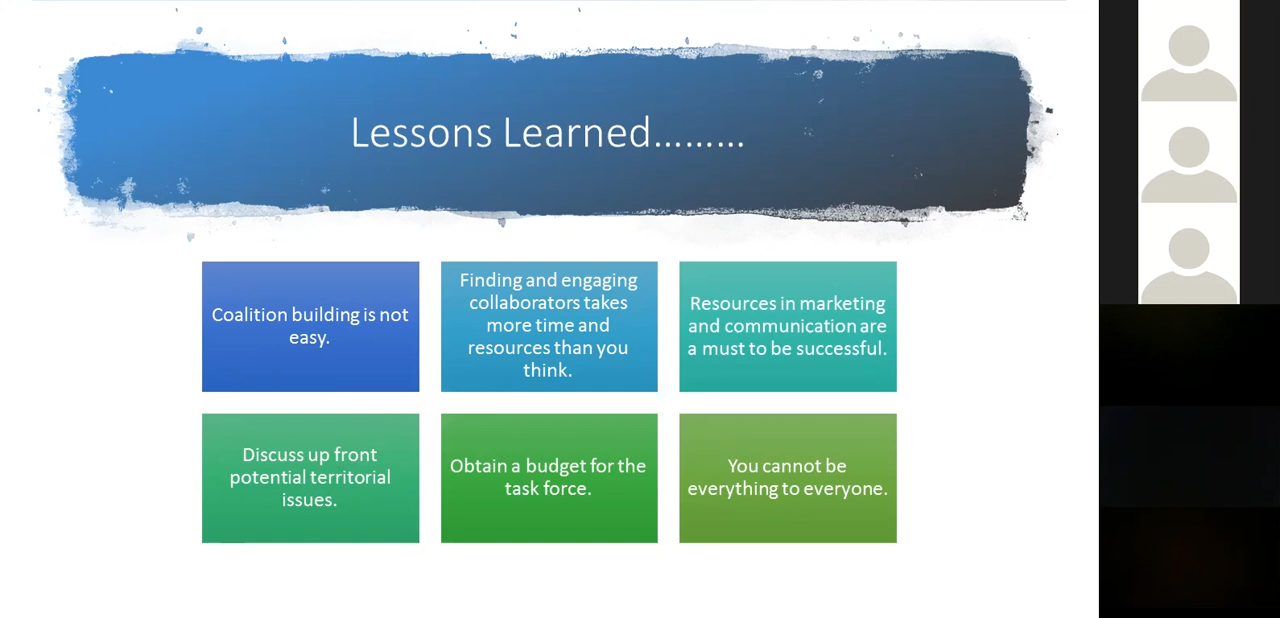 Lessons Learned.........
Coalition building is not
easy.
Finding and engaging
collaborators takes
more time and
resources than you
think.
Resources in marketing
and communication are
a must to be successful.
Discuss up front
potential territorial
issues.
Obtain a budget for the
task force.
You cannot be
everything to everyone.